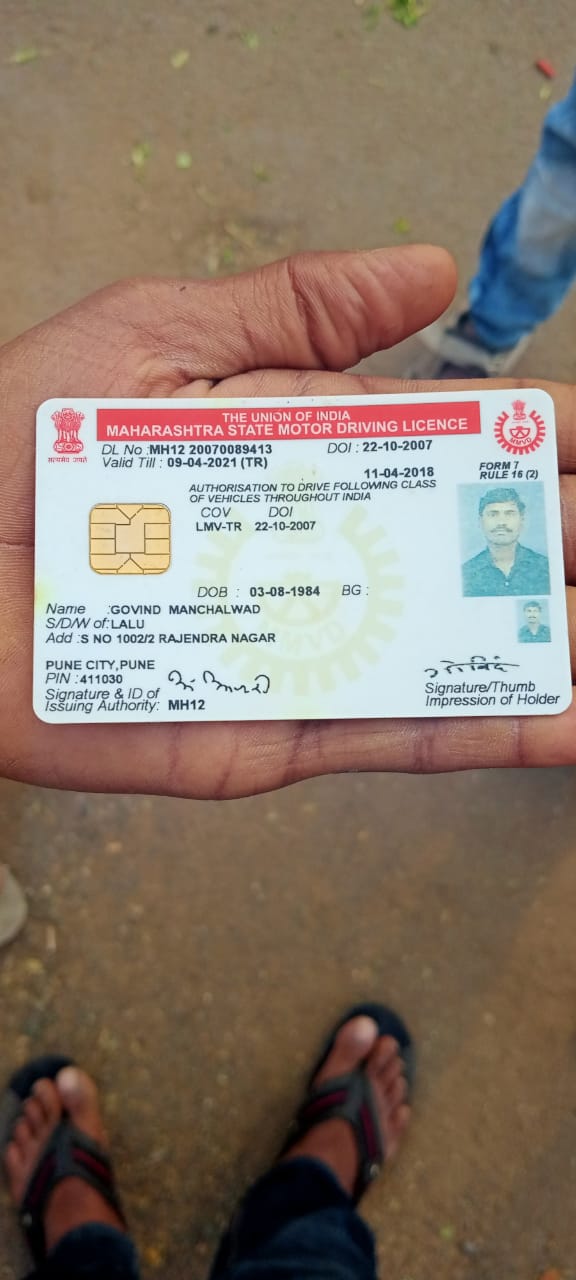 THE UNION OF INDIA
MAHARASHTRA STATE MOTOR DRIVING LICENCE
सत्यमेव जयते
MMVD
DL No :MH12 20070089413 DOI : 22-10-2007
Valid Till : 09-04-2021 (TR) 11-04-2018
FORM 7
RULE 16 (2)
AUTHORISATION TO DRIVE FOLLOWING CLASS
OF VEHICLES THROUGHOUT INDIA
COV DOI
LMV-TR 22-10-2007
MMVD
DOB : 03-08-1984 BG :
Name :GOVIND MANCHALWAD
S/D/W of:LALU
Add :S NO 1002/2 RAJENDRA NAGAR
PUNE CITY,PUNE
PIN :411030
Signature & ID of
Issuing Authority: MH12
गोविंद
Signature/Thumb
Impression of Holder